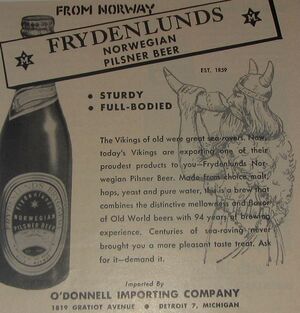 FROM NORWAY
FRYDENLUNDS
NORWEGIAN
PILSNER BEER
M
M
EST. 1859
• STURDY
• FULL-BODIED
The Vikings of old were great sea-rovers. Now,
today's Vikings are exporting one of their
proudest products to you—Frydenlunds Nor-
wegian Pilsner Beer. Made from choice malt,
hops, yeast and pure water, this is a brew that
combines the distinctive mellowness and flavor
of Old World beers with 94 years of brewing
experience. Centuries of sea-roving never
brought you a more pleasant taste treat. Ask
for it—demand it.
NORWEGIAN
PILSNER BEER
Imported By
O'DONNELL IMPORTING COMPANY
1819 GRATIOT AVENUE • DETROIT 7, MICHIGAN